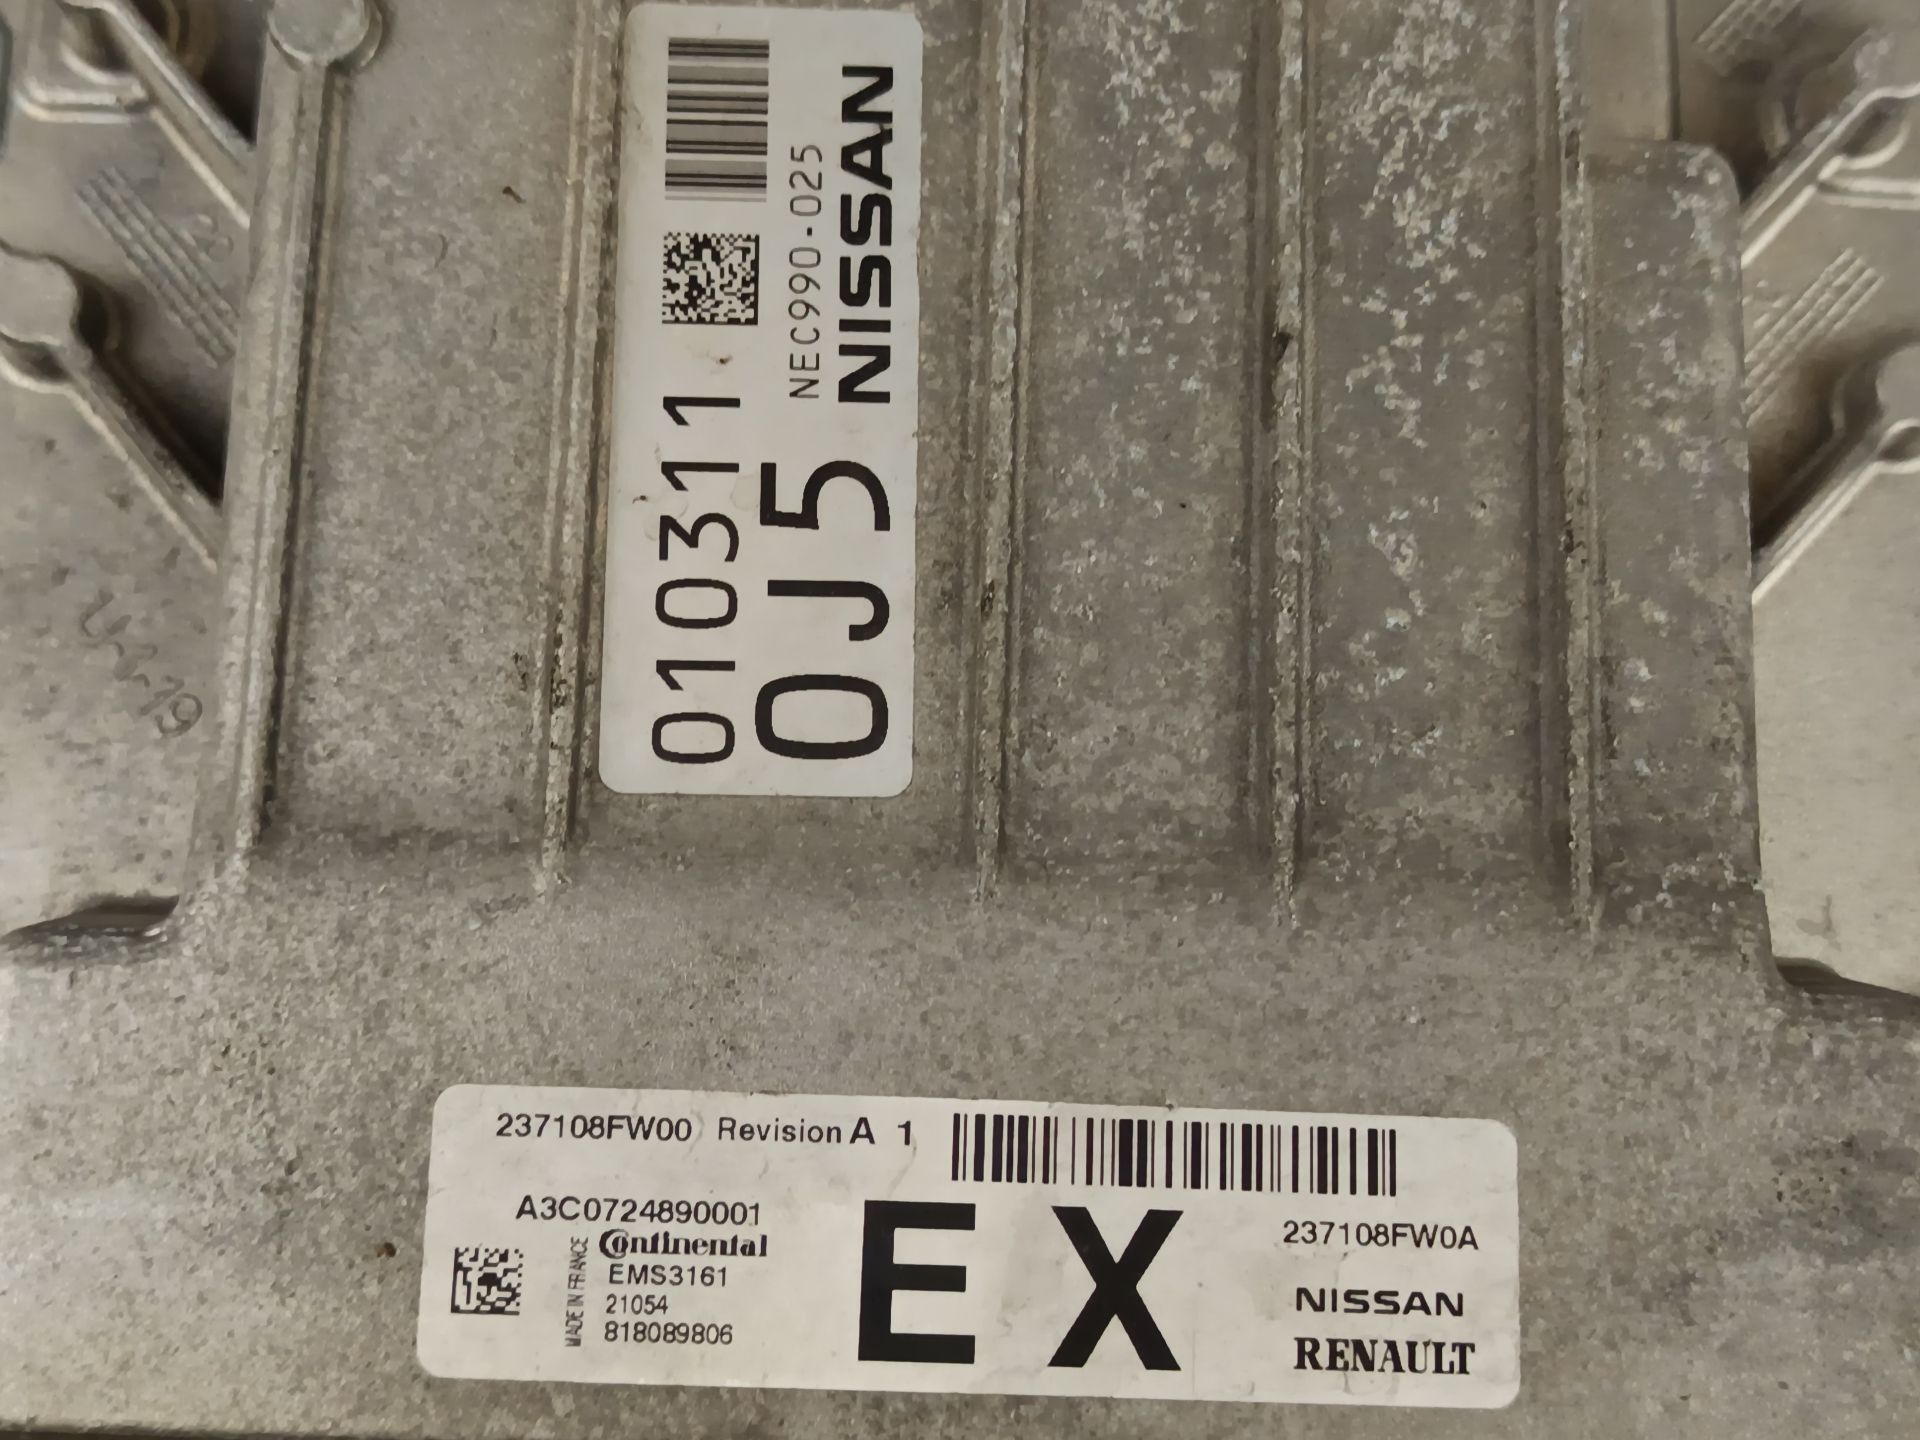 010311
0J5
NEC990-025
NISSAN
237108FW00 Revision A 1
A3C0724890001
Continental
EMS3161
21054
818089806
MADE IN FRANCE
EX
237108FW0A
NISSAN
RENAULT